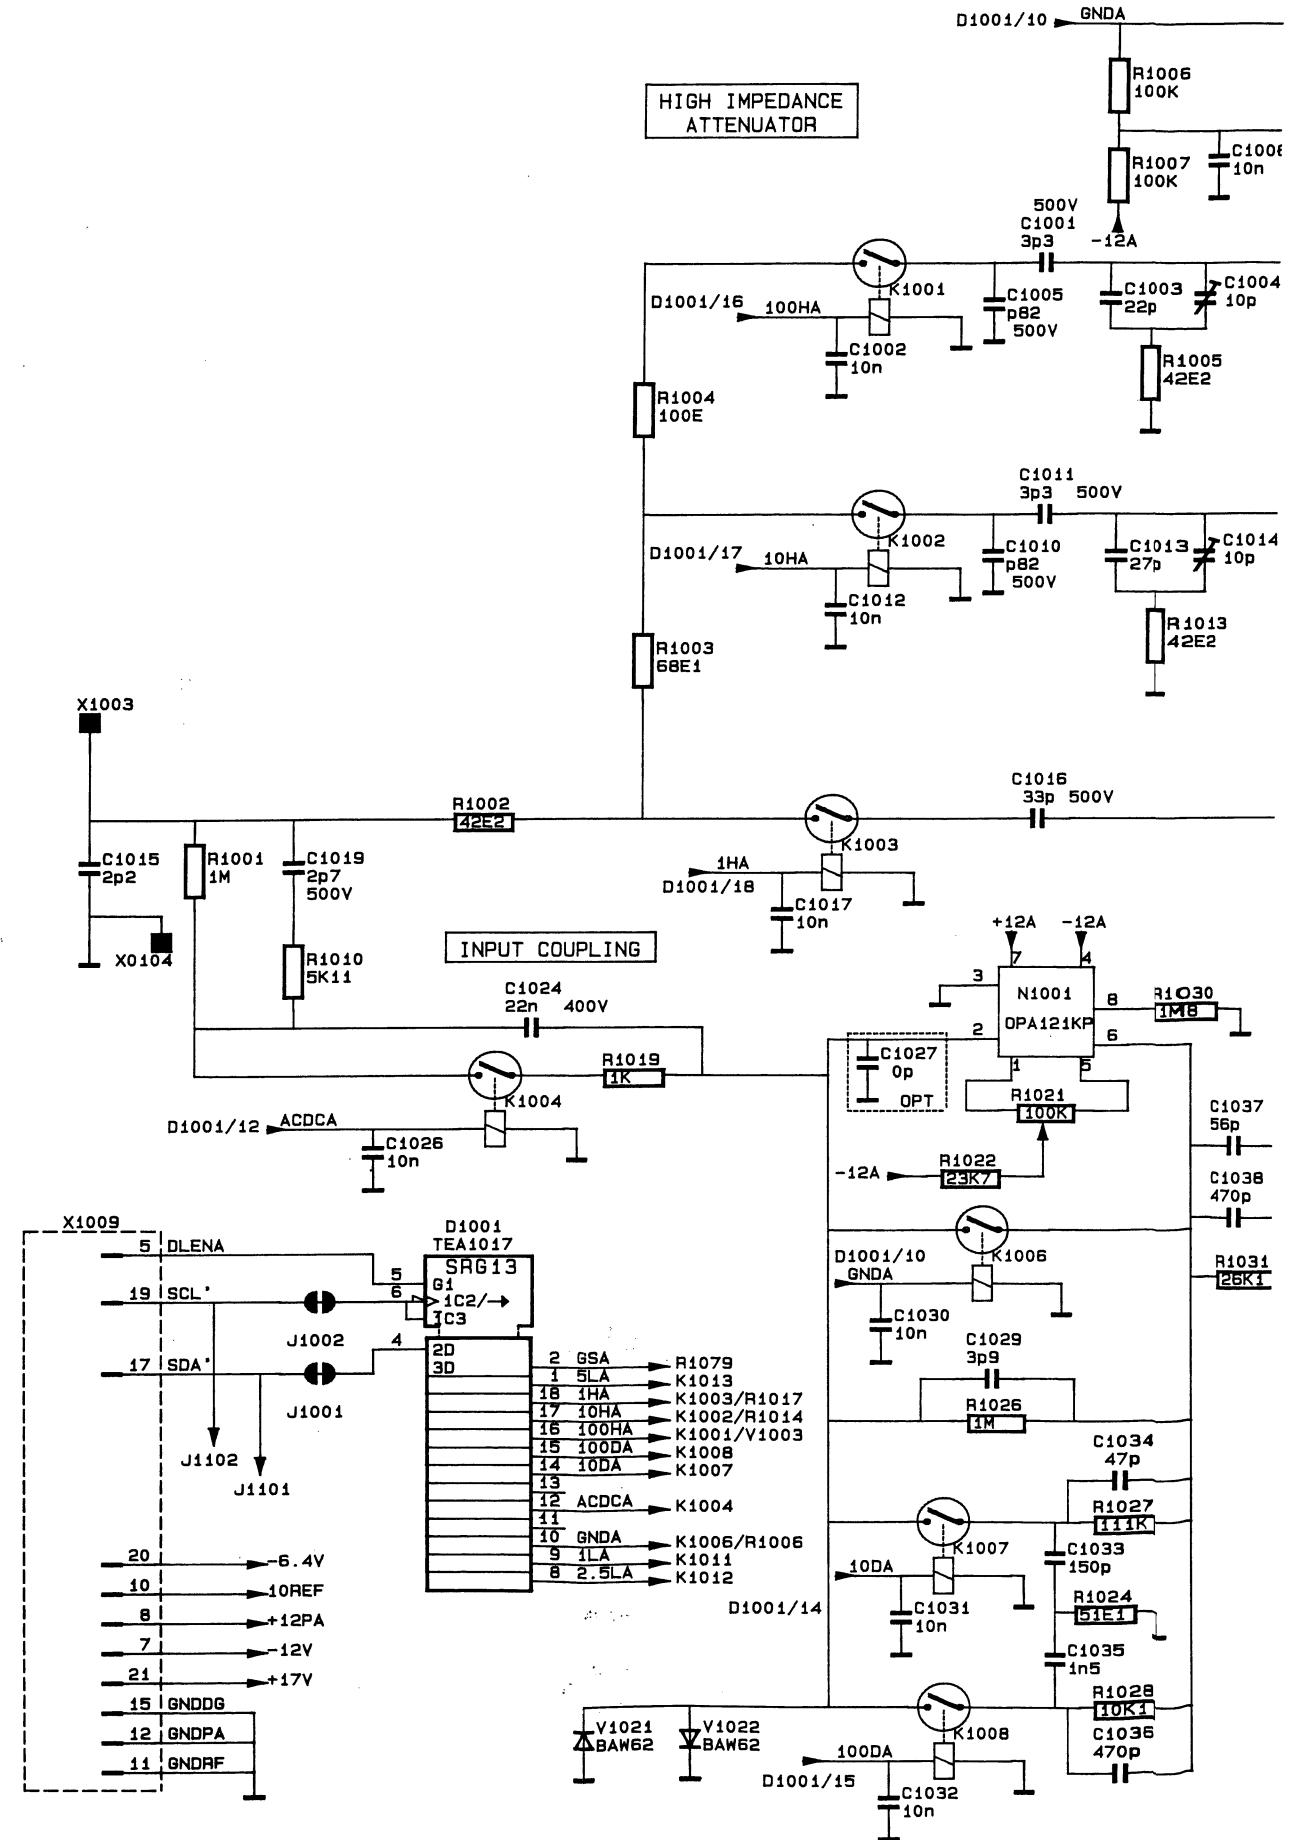 D1001/10 GNDA
R1006
100K
HIGH IMPEDANCE
ATTENUATOR
R1007
100K
C1006
10n
-12A
500V
C1001
3p3
K1001
D1001/16 100HA
C1002
10n
C1005
p82
500V
C1003
22p
C1004
10p
R1005
42E2
R1004
100E
C1011
3p3 500V
K1002
D1001/17 10HA
C1012
10n
C1010
p82
500V
C1013
27p
C1014
10p
R1013
42E2
R1003
68E1
X1003
C1016
33p 500V
R1002
42E2
K1003
1HA
D1001/18
C1017
10n
C1015
2p2
R1001
1M
C1019
2p7
500V
X0104
R1010
5K11
INPUT COUPLING
C1024
22n 400V
R1019
1K
K1004
D1001/12 ACDCA
C1026
10n
+12A -12A
7 4
3
N1001
OPA121KP
8
R1030
1M8
2
6
1 5
C1027
0p
OPT
R1021
100K
-12A
R1022
23K7
C1037
56p
C1038
470p
R1031
26K1
K1006
D1001/10
GNDA
C1030
10n
C1029
3p9
R1026
1M
C1034
47p
R1027
111K
K1007
10DA
D1001/14
C1031
10n
C1033
150p
R1024
51E1
C1035
1n5
R1028
10K1
C1036
470p
K1008
100DA
D1001/15
C1032
10n
V1021
BAW62
V1022
BAW62
X1009
5 DLENA
19 SCL'
17 SDA'
J1002
J1001
J1102
J1101
20 -6.4V
10 10REF
8 +12PA
7 -12V
21 +17V
15 GNDDG
12 GNDPA
11 GNDRF
D1001
TEA1017
SRG13
5 G1
6 1C2/→
1C3
4 2D
3D
2 GSA R1079
1 5LA K1013
18 1HA K1003/R1017
17 10HA K1002/R1014
16 100HA K1001/V1003
15 100DA K1008
14 10DA K1007
13
12 ACDCA K1004
11
10 GNDA K1006/R1006
9 1LA K1011
8 2.5LA K1012